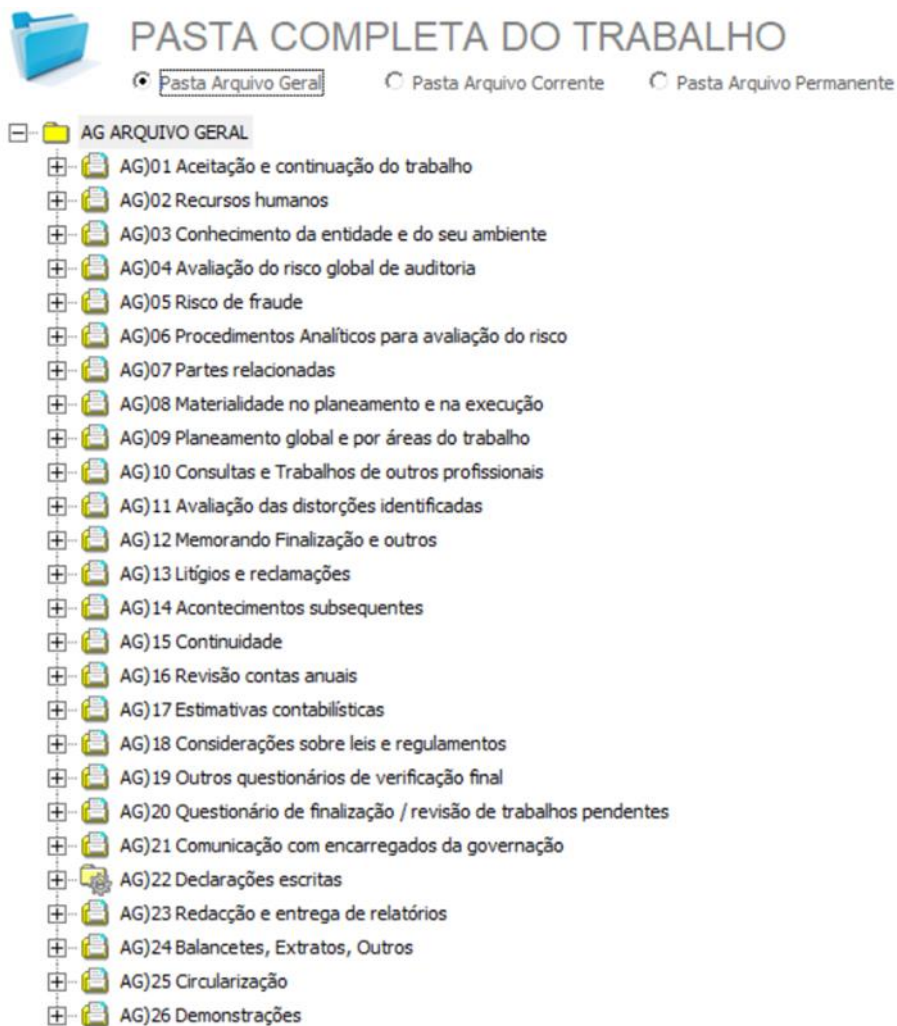 PASTA COMPLETA DO TRABALHO
Pasta Arquivo Geral Pasta Arquivo Corrente Pasta Arquivo Permanente
AG ARQUIVO GERAL
AG)01 Aceitação e continuação do trabalho
AG)02 Recursos humanos
AG)03 Conhecimento da entidade e do seu ambiente
AG)04 Avaliação do risco global de auditoria
AG)05 Risco de fraude
AG)06 Procedimentos Analíticos para avaliação do risco
AG)07 Partes relacionadas
AG)08 Materialidade no planeamento e na execução
AG)09 Planeamento global e por áreas do trabalho
AG)10 Consultas e Trabalhos de outros profissionais
AG)11 Avaliação das distorções identificadas
AG)12 Memorando Finalização e outros
AG)13 Litígios e reclamações
AG)14 Acontecimentos subsequentes
AG)15 Continuidade
AG)16 Revisão contas anuais
AG)17 Estimativas contabilísticas
AG)18 Considerações sobre leis e regulamentos
AG)19 Outros questionários de verificação final
AG)20 Questionário de finalização / revisão de trabalhos pendentes
AG)21 Comunicação com encarregados da governação
AG)22 Declarações escritas
AG)23 Redacção e entrega de relatórios
AG)24 Balancetes, Extratos, Outros
AG)25 Circularização
AG)26 Demonstrações